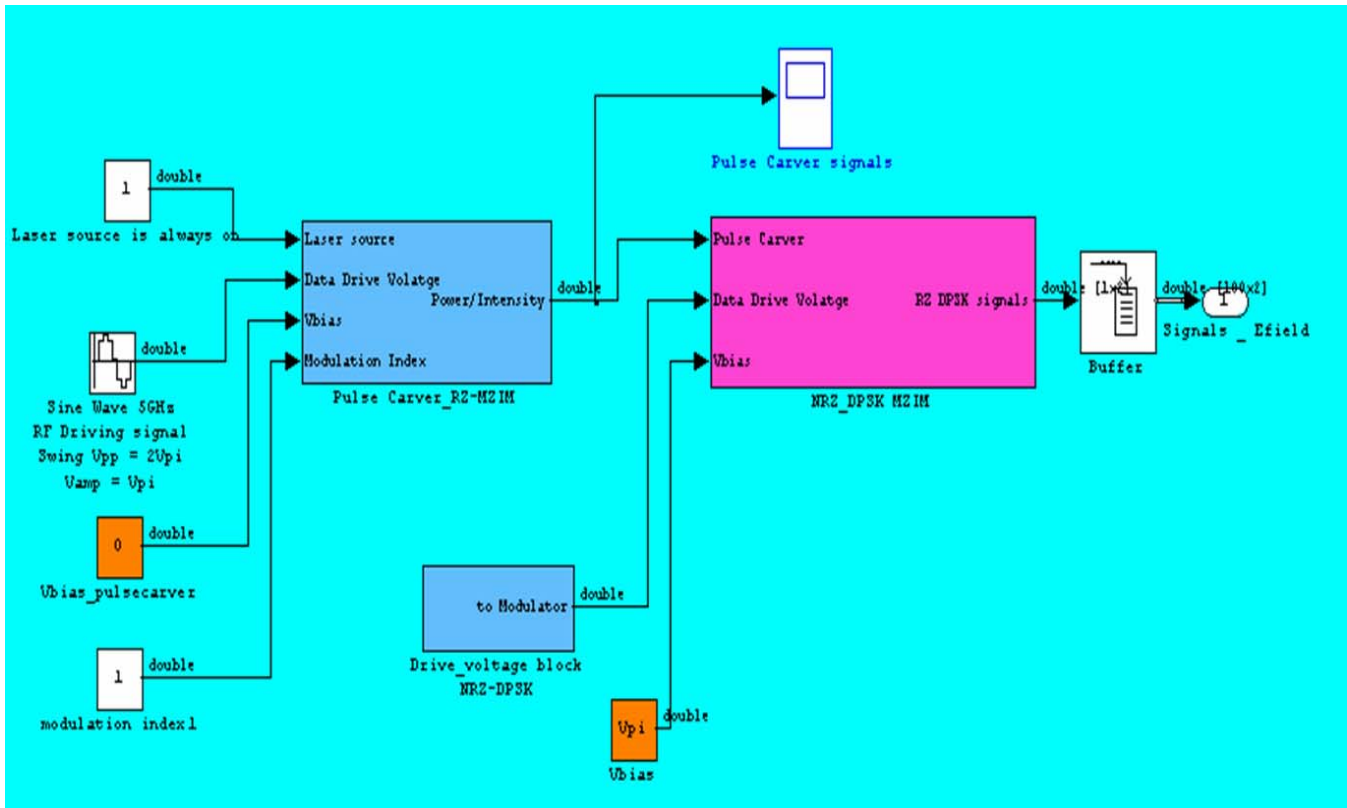 Pulse Carver signals
1
double
Laser source is always on
Laser source
Data Drive Volatge
Vbias
Modulation Index
Power/Intensity
double
Pulse Carver_RZ-MZIM
double
Sine Wave 5GHz
RF Driving signal
Swing Vpp = 2Vpi
Vamp = Vpi
0
double
Vbias_pulsecarver
1
double
modulation index1
to Modulator
double
Drive_voltage block
NRZ-DPSK
Vpi
double
Vbias
Pulse Carver
Data Drive Volatge
Vbias
RZ DPSK signals
NRZ_DPSK MZIM
double
Buffer
double [100x2]
1
Signals _ Efield